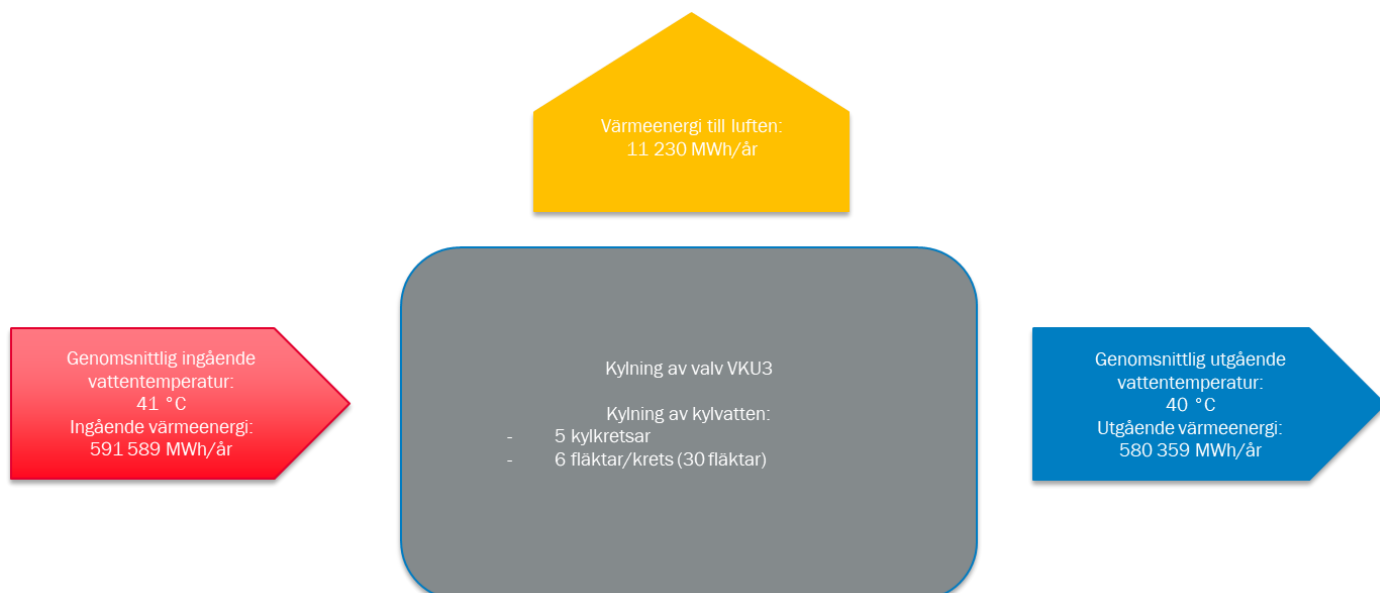 Värmeenergi till luften:
11 230 MWh/år
Genomsnittlig ingående
vattentemperatur:
41 °C
Ingående värmeenergi:
591 589 MWh/år
Kylning av valv VKU3
Kylning av kylvatten:
- 5 kylkretsar
- 6 fläktar/krets (30 fläktar)
Genomsnittlig utgående
vattentemperatur:
40 °C
Utgående värmeenergi:
580 359 MWh/år